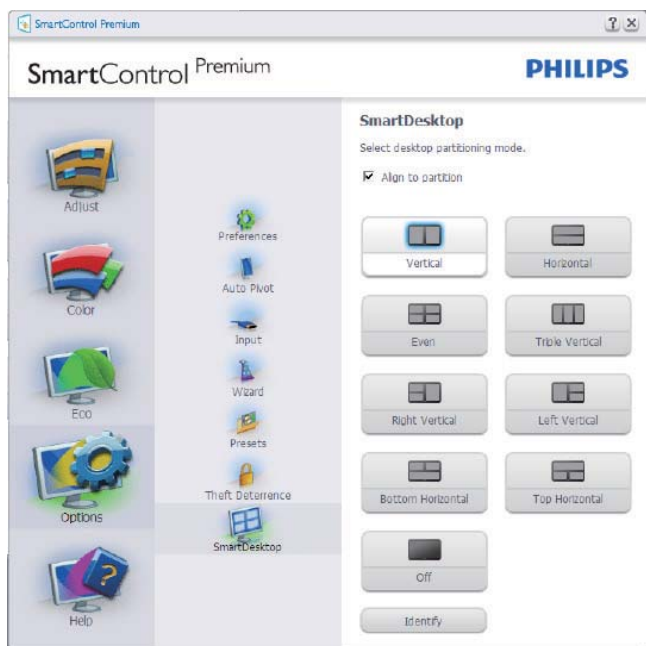 SmartControl Premium
SmartControl Premium
PHILIPS
Adjust
Color
Eco
Options
Help
Preferences
Auto Pivot
Input
Wizard
Presets
Theft Deterrence
SmartDesktop
SmartDesktop
Select desktop partitioning mode.
Align to partition
Vertical
Horizontal
Even
Triple Vertical
Right Vertical
Left Vertical
Bottom Horizontal
Top Horizontal
Off
Identify